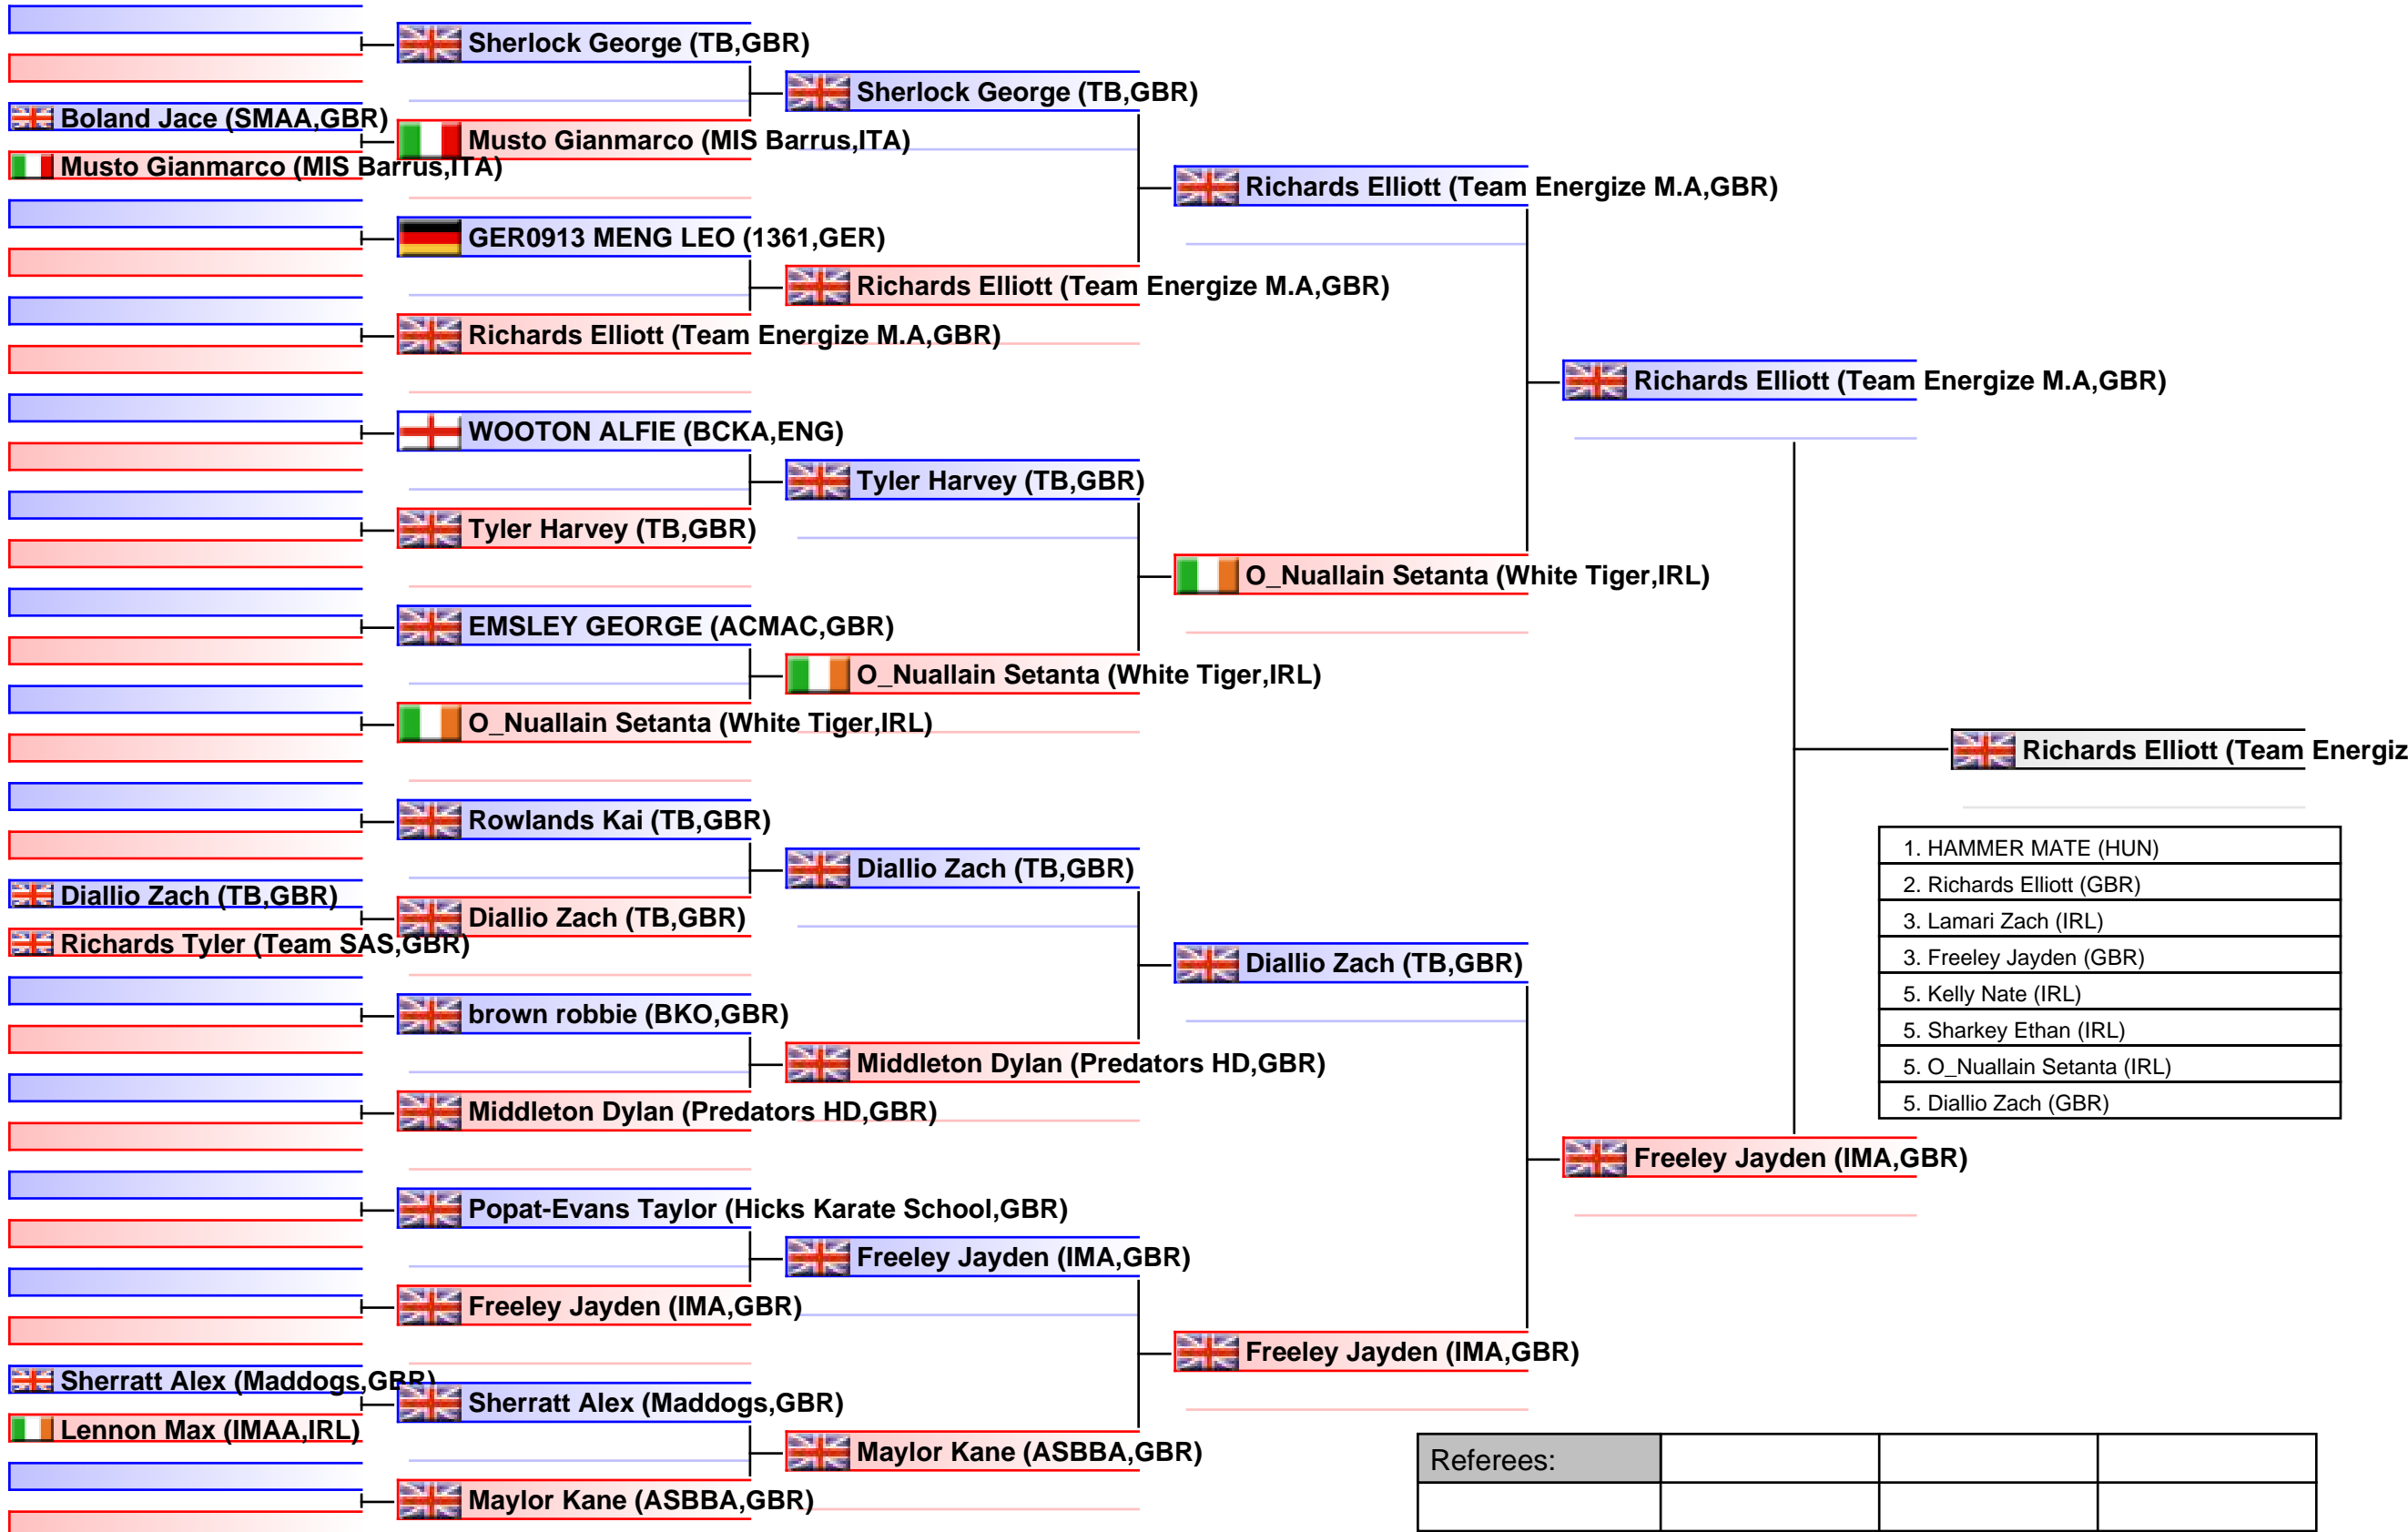 Boland Jace (SMAA,GBR)
Musto Gianmarco (MIS Barrus,ITA)
Diallio Zach (TB,GBR)
Richards Tyler (Team SAS,GBR)
Sherratt Alex (Maddogs,GBR)
Lennon Max (IMAA,IRL)
Sherlock George (TB,GBR)
Musto Gianmarco (MIS Barrus,ITA)
GER0913 MENG LEO (1361,GER)
Richards Elliott (Team Energize M.A,GBR)
WOOTON ALFIE (BCKA,ENG)
Tyler Harvey (TB,GBR)
EMSLEY GEORGE (ACMAC,GBR)
O_Nuallain Setanta (White Tiger,IRL)
Rowlands Kai (TB,GBR)
Diallio Zach (TB,GBR)
brown robbie (BKO,GBR)
Middleton Dylan (Predators HD,GBR)
Popat-Evans Taylor (Hicks Karate School,GBR)
Freeley Jayden (IMA,GBR)
Sherratt Alex (Maddogs,GBR)
Maylor Kane (ASBBA,GBR)
Sherlock George (TB,GBR)
Richards Elliott (Team Energize M.A,GBR)
Tyler Harvey (TB,GBR)
O_Nuallain Setanta (White Tiger,IRL)
Diallio Zach (TB,GBR)
Middleton Dylan (Predators HD,GBR)
Freeley Jayden (IMA,GBR)
Maylor Kane (ASBBA,GBR)
Richards Elliott (Team Energize M.A,GBR)
O_Nuallain Setanta (White Tiger,IRL)
Diallio Zach (TB,GBR)
Freeley Jayden (IMA,GBR)
Richards Elliott (Team Energize M.A,GBR)
Freeley Jayden (IMA,GBR)
Richards Elliott (Team Energiz
1. HAMMER MATE (HUN)
2. Richards Elliott (GBR)
3. Lamari Zach (IRL)
3. Freeley Jayden (GBR)
5. Kelly Nate (IRL)
5. Sharkey Ethan (IRL)
5. O_Nuallain Setanta (IRL)
5. Diallio Zach (GBR)
Referees: